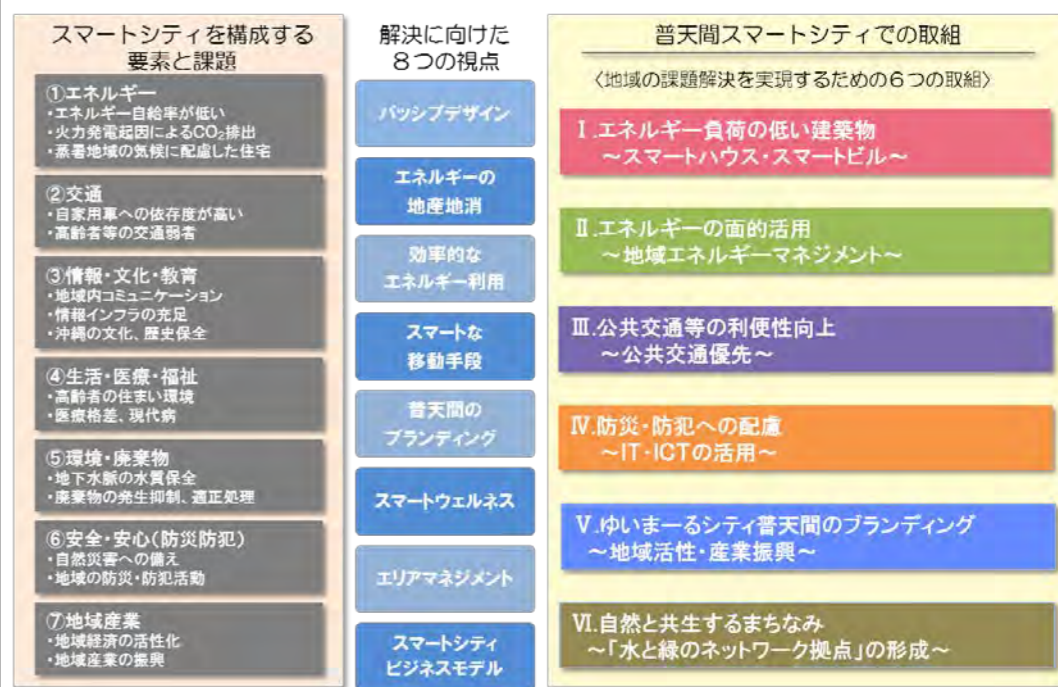 スマートシティを構成する
要素と課題
①エネルギー
・エネルギー自給率が低い
・火力発電起因によるCO₂排出
・蒸暑地域の気候に配慮した住宅
②交通
・自家用車への依存度が高い
・高齢者等の交通弱者
③情報・文化・教育
・地域内コミュニケーション
・情報インフラの充足
・沖縄の文化、歴史保全
④生活・医療・福祉
・高齢者の住まい環境
・医療格差、現代病
⑤環境・廃棄物
・地下水脈の水質保全
・廃棄物の発生抑制、適正処理
⑥安全・安心(防災防犯)
・自然災害への備え
・地域の防災・防犯活動
⑦地域産業
・地域経済の活性化
・地域産業の振興
解決に向けた
8つの視点
パッシブデザイン
エネルギーの
地産地消
効率的な
エネルギー利用
スマートな
移動手段
普天間の
ブランディング
スマートウェルネス
エリアマネジメント
スマートシティ
ビジネスモデル
普天間スマートシティでの取組
〈地域の課題解決を実現するための6つの取組〉
Ⅰ.エネルギー負荷の低い建築物
～スマートハウス・スマートビル～
Ⅱ.エネルギーの面的活用
～地域エネルギーマネジメント～
Ⅲ.公共交通等の利便性向上
～公共交通優先～
Ⅳ.防災・防犯への配慮
～IT・ICTの活用～
Ⅴ.ゆいまーるシティ普天間のブランディング
～地域活性・産業振興～
Ⅵ.自然と共生するまちなみ
～「水と緑のネットワーク拠点」の形成～